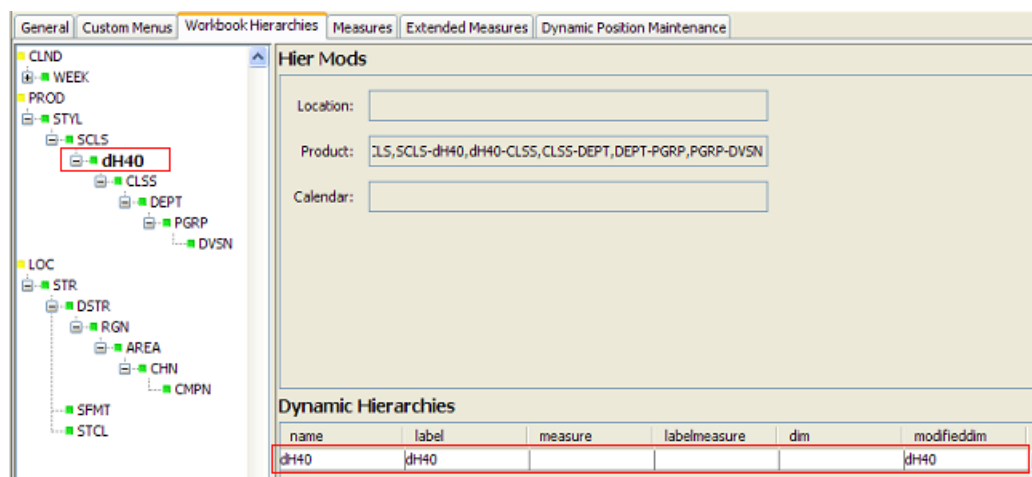 General Custom Menus Workbook Hierarchies Measures Extended Measures Dynamic Position Maintenance
CLND
WEEK
PROD
STYL
SCLS
dH40
CLSS
DEPT
PGRP
DVSN
LOC
STR
DSTR
RGN
AREA
CHN
CMPN
SFMT
STCL
Hier Mods
Location:
Product: CLS,SCLS-dH40,dH40-CLSS,CLSS-DEPT,DEPT-PGRP,PGRP-DVSN
Calendar:
Dynamic Hierarchies
name label measure labelmeasure dim modifieddim
dH40 dH40 dH40